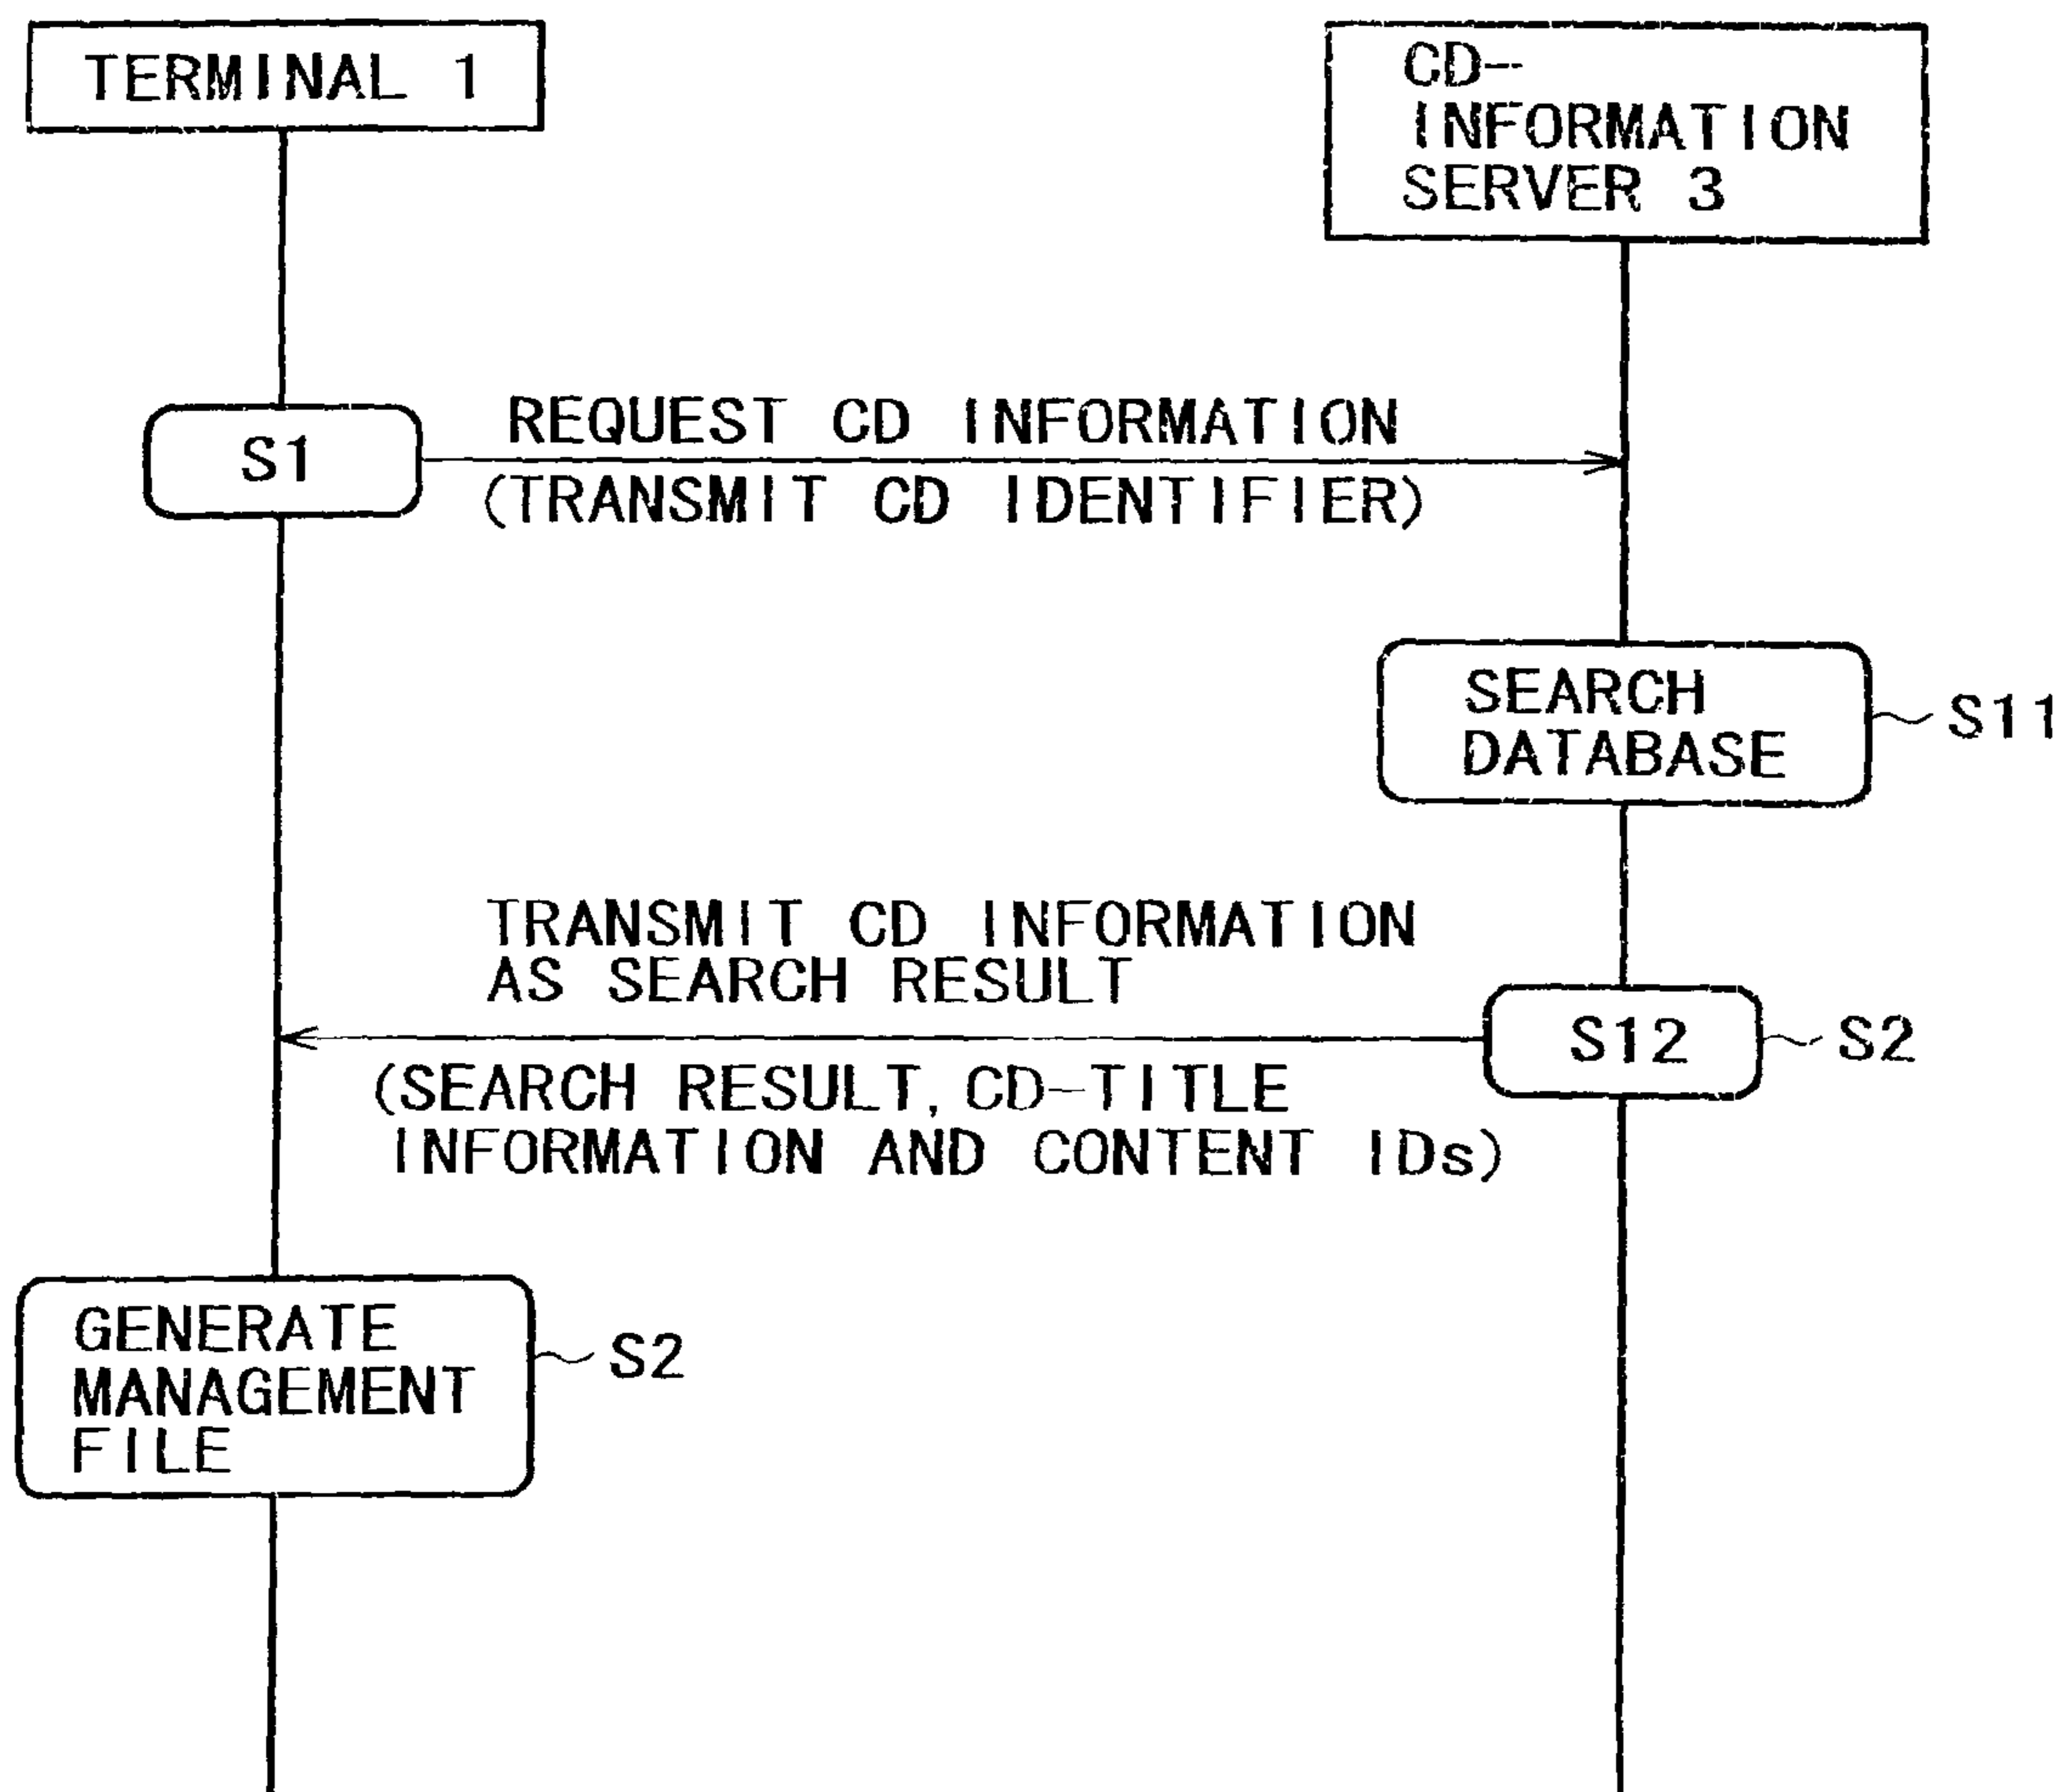 TERMINAL 1
CD-
INFORMATION
SERVER 3
S1
REQUEST CD INFORMATION
(TRANSMIT CD IDENTIFIER)
SEARCH
DATABASE
S11
TRANSMIT CD INFORMATION
AS SEARCH RESULT
S12
S2
(SEARCH RESULT, CD-TITLE
INFORMATION AND CONTENT IDs)
GENERATE
MANAGEMENT
FILE
S2